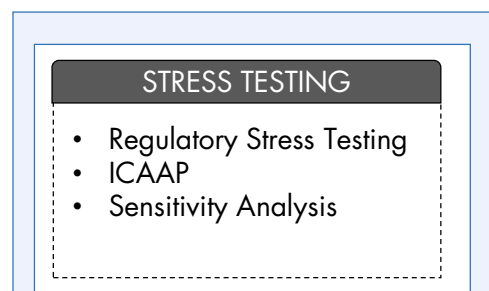 STRESS TESTING
• Regulatory Stress Testing
• ICAAP
• Sensitivity Analysis